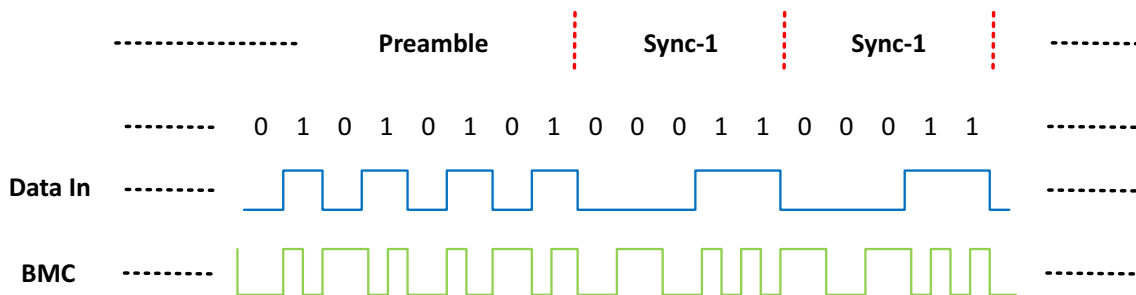 Preamble Sync-1 Sync-1
0 1 0 1 0 1 0 1 0 0 0 1 1 0 0 0 1 1
Data In
BMC